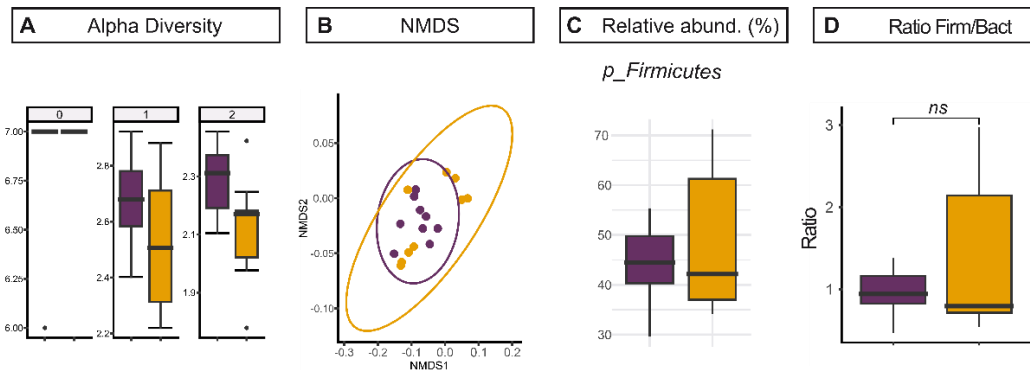 A Alpha Diversity
B NMDS
C Relative abund. (%)
D Ratio Firm/Bact
p_Firmicutes
0
7.00
6.75
6.50
6.25
6.00
1
2.8
2.6
2.4
2.2
2
2.3
2.1
1.9
NMDS2
0.05
0.00
-0.05
-0.10
-0.3 -0.2 -0.1 0.0 0.1 0.2
NMDS1
70
60
50
40
30
ns
Ratio
3
2
1